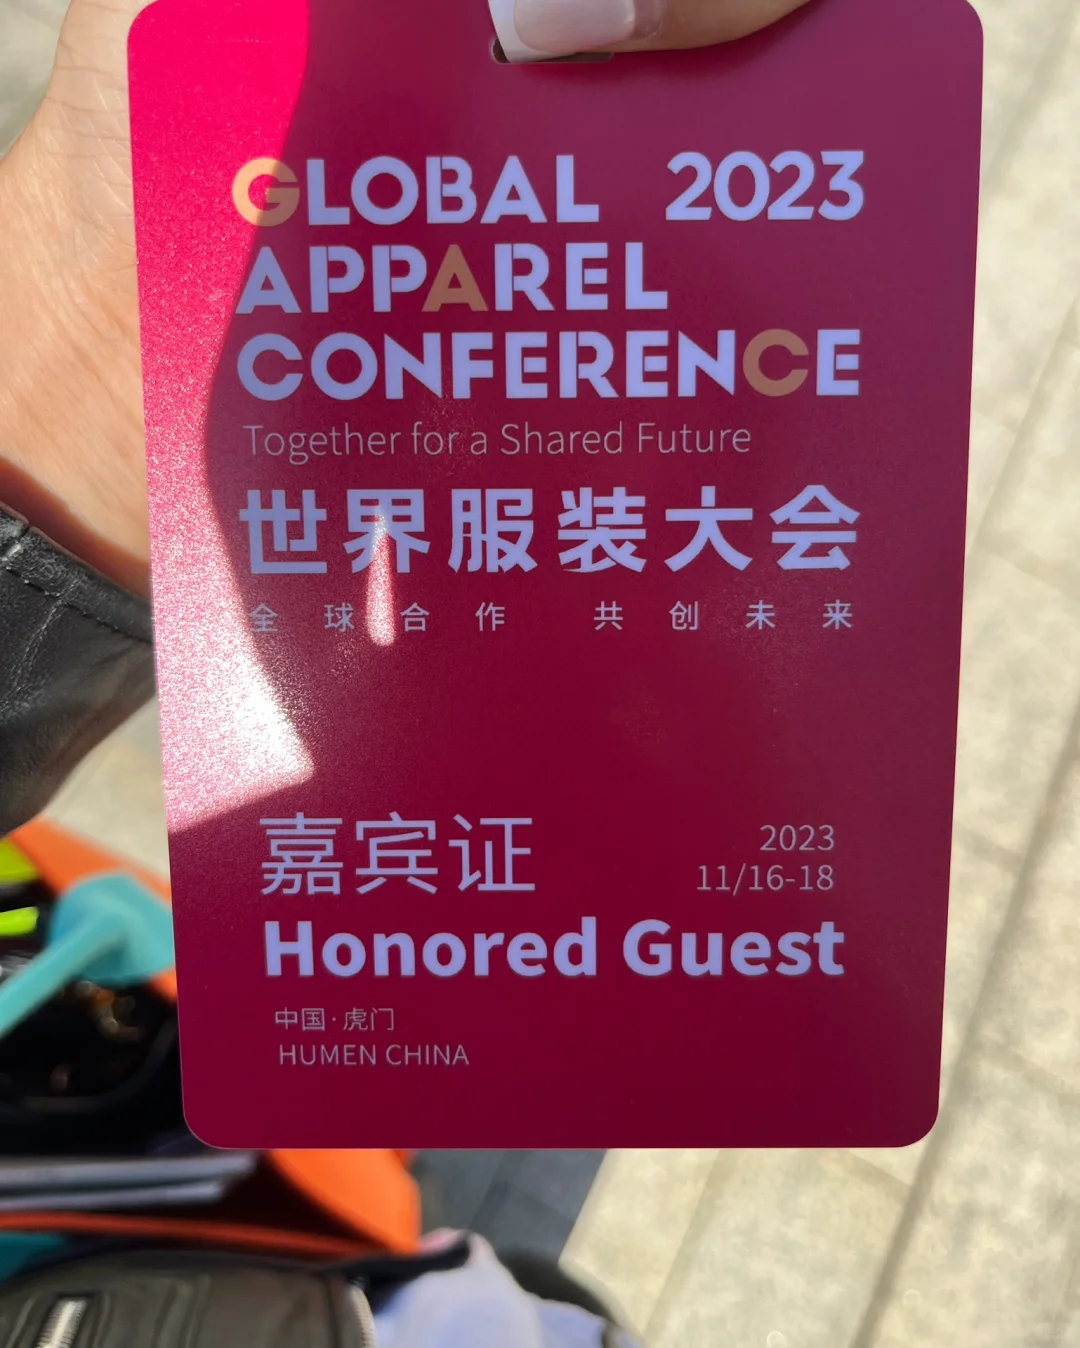 GLOBAL 2023
APPAREL
CONFERENCE
Together for a Shared Future
世界服装大会
全球合作 共创未来
嘉宾证
2023
11/16-18
Honored Guest
中国·虎门
HUMEN CHINA